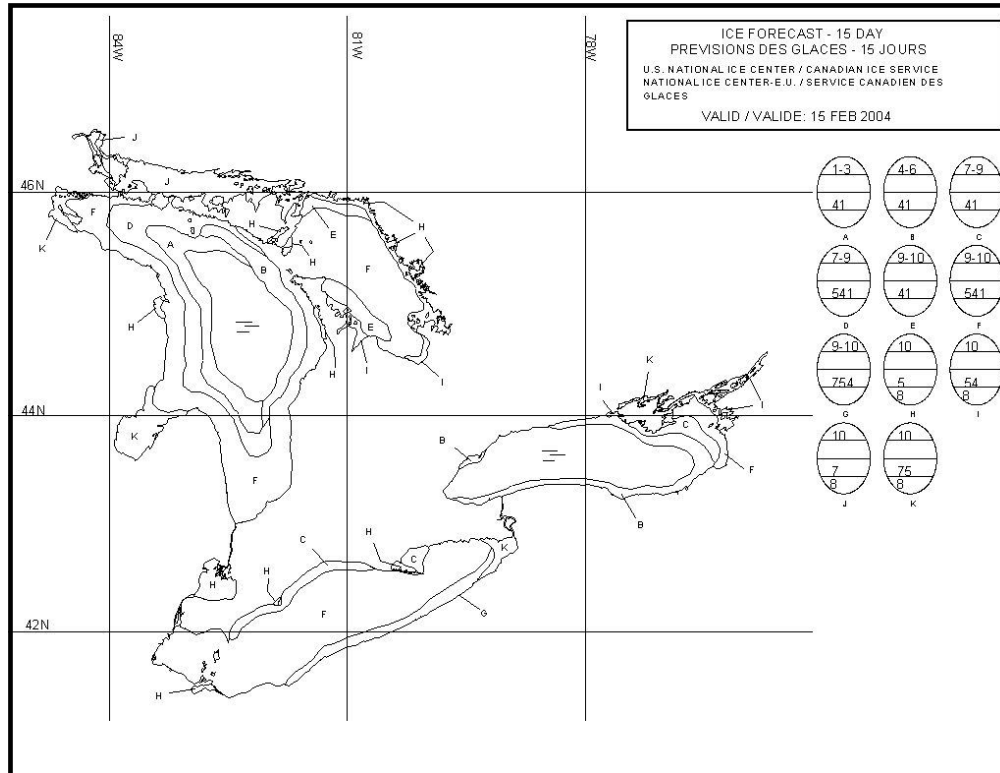 84W
81W
78W
ICE FORECAST - 15 DAY
PREVISIONS DES GLACES - 15 JOURS
U.S. NATIONAL ICE CENTER / CANADIAN ICE SERVICE
NATIONAL ICE CENTER-E.U. / SERVICE CANADIEN DES
GLACES
VALID / VALIDE: 15 FEB 2004
J
J
46N
F
D
K
A
B
H
E
H
H
F
H
E
H
I
I
K
F
44N
K
I
I
C
B
F
B
C
H
C
K
H
H
F
G
42N
H
1-3
41
A
4-6
41
B
7-9
41
C
7-9
541
D
9-10
41
E
9-10
541
F
9-10
754
G
10
5
8
H
10
54
8
I
10
7
8
J
10
75
8
K